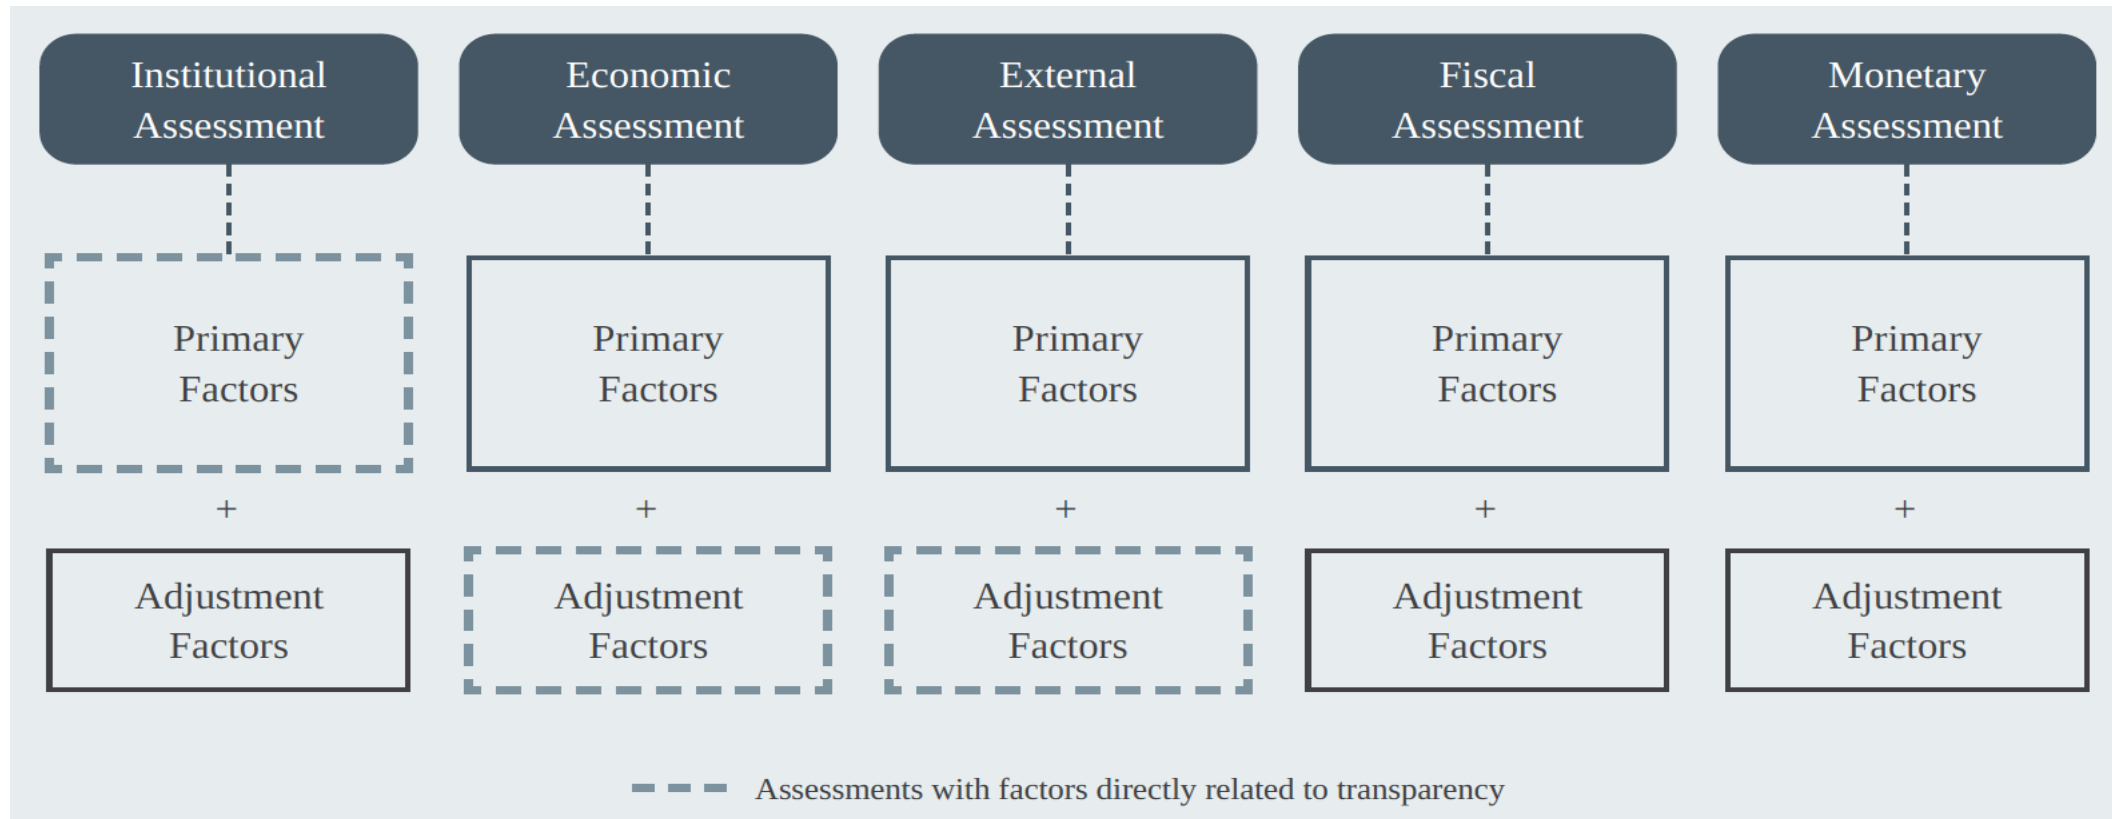 Institutional
Assessment
Economic
Assessment
External
Assessment
Fiscal
Assessment
Monetary
Assessment
Primary
Factors
Primary
Factors
Primary
Factors
Primary
Factors
Primary
Factors
+
+
+
+
+
Adjustment
Factors
Adjustment
Factors
Adjustment
Factors
Adjustment
Factors
Adjustment
Factors
Assessments with factors directly related to transparency